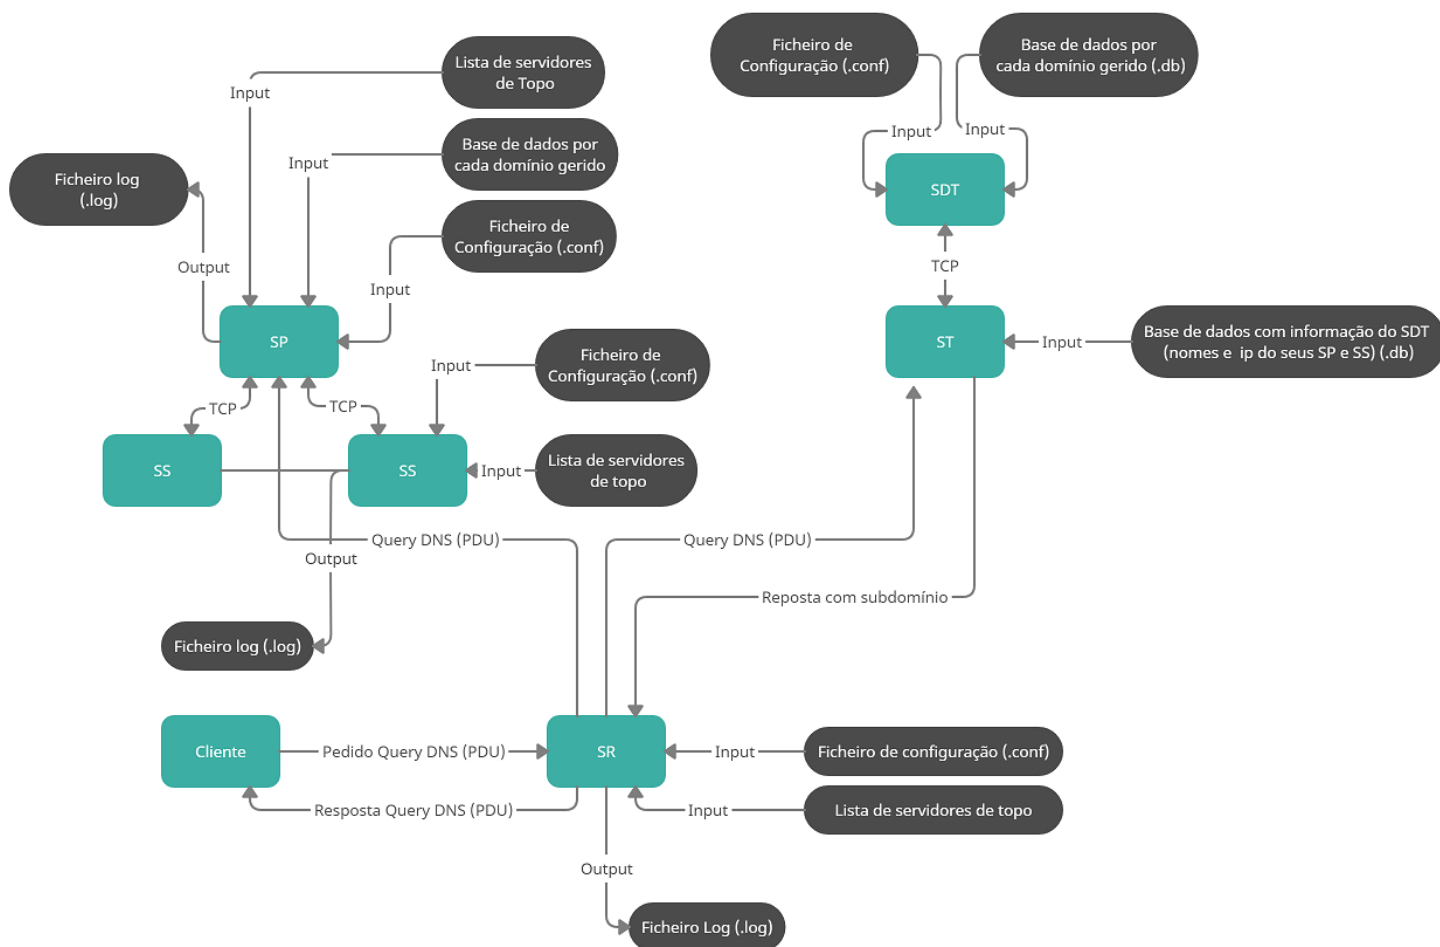 Lista de servidores
de Topo
Input
Base de dados por
cada domínio gerido
Input
Ficheiro log
(.log)
Ficheiro de
Configuração (.conf)
Output
Input
SP
Ficheiro de
Configuração (.conf)
Input
TCP
TCP
SS
SS
Input
Lista de servidores
de topo
Query DNS (PDU)
Output
Ficheiro log (.log)
Ficheiro de
Configuração (.conf)
Base de dados por
cada domínio gerido (.db)
Input
Input
SDT
TCP
ST
Input
Base de dados com informação do SDT
(nomes e ip do seus SP e SS) (.db)
Query DNS (PDU)
Reposta com subdomínio
Cliente
Pedido Query DNS (PDU)
SR
Input
Ficheiro de configuração (.conf)
Resposta Query DNS (PDU)
Input
Lista de servidores de topo
Output
Ficheiro Log (.log)